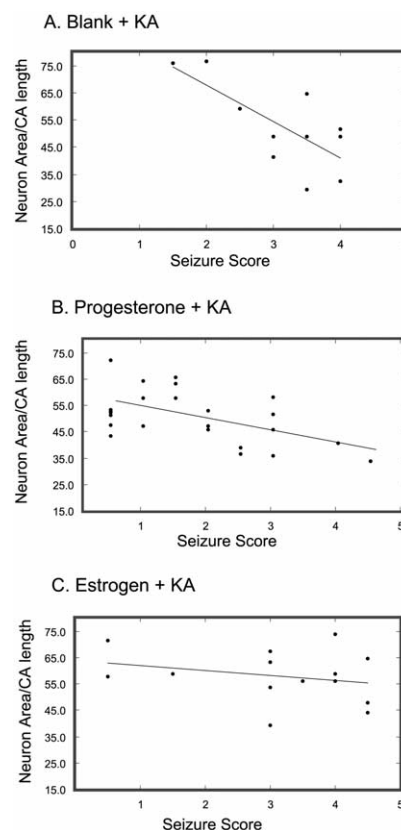 A. Blank + KA
Neuron Area/CA length
75.0
65.0
55.0
45.0
35.0
25.0
15.0
0 1 2 3 4
Seizure Score
B. Progesterone + KA
Neuron Area/CA length
75.0
65.0
55.0
45.0
35.0
25.0
15.0
1 2 3 4 5
Seizure Score
C. Estrogen + KA
Neuron Area/CA length
75.0
65.0
55.0
45.0
35.0
25.0
15.0
1 2 3 4 5
Seizure Score